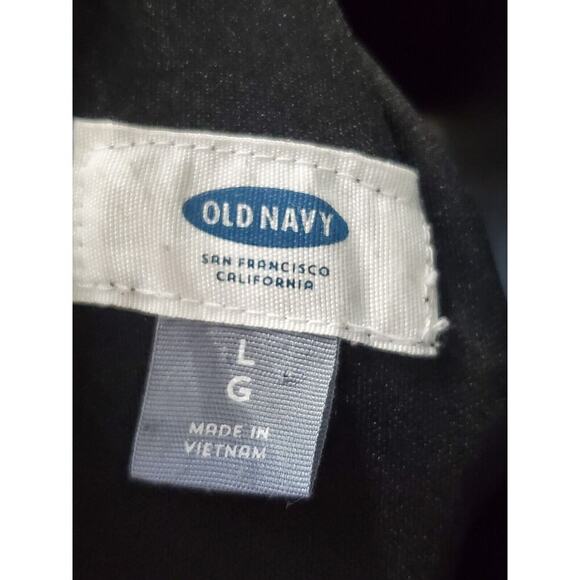 OLD NAVY
SAN FRANCISCO
CALIFORNIA
L
G
MADE IN
VIETNAM